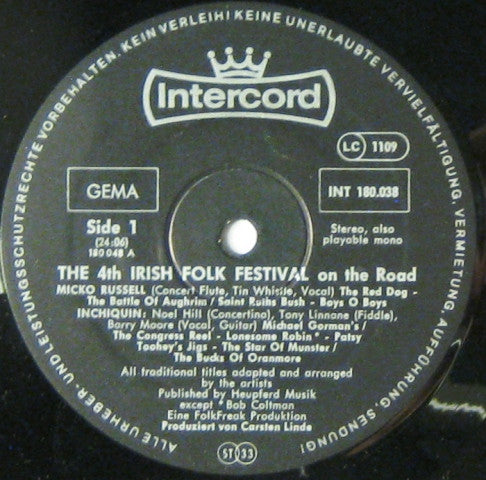 ALLE URHEBER- UND LEISTUNGSSCHUTZRECHTE VORBEHALTEN. KEIN VERLEIH! KEINE UNERLAUBTE VERVIELFÄLTIGUNG, VERMIETUNG, AUFFÜHRUNG, SENDUNG!
Intercord
LC 1109
GEMA
INT 180.038
Side 1
(24:06)
180 048 A
Stereo, also
playable mono
THE 4th IRISH FOLK FESTIVAL on the Road
MICKO RUSSELL (Concert Flute, Tin Whistle, Vocal) The Red Dog -
The Battle Of Aughrim / Saint Ruihs Bush - Boys O Boys
INCHIQUIN: Noel Hill (Concertina), Tony Linnane (Fiddle),
Barry Moore (Vocal, Guitar) Michael Gorman's /
The Congress Reel - Lonesome Robin* - Patsy
Toohey's Jigs - The Star Of Munster /
The Bucks Of Oranmore
All traditional titles adapted and arranged
by the artists
Published by Heupferd Musik
except *Bob Coltman
Eine FolkFreak Produktion
Produziert von Carsten Linde
ST 33